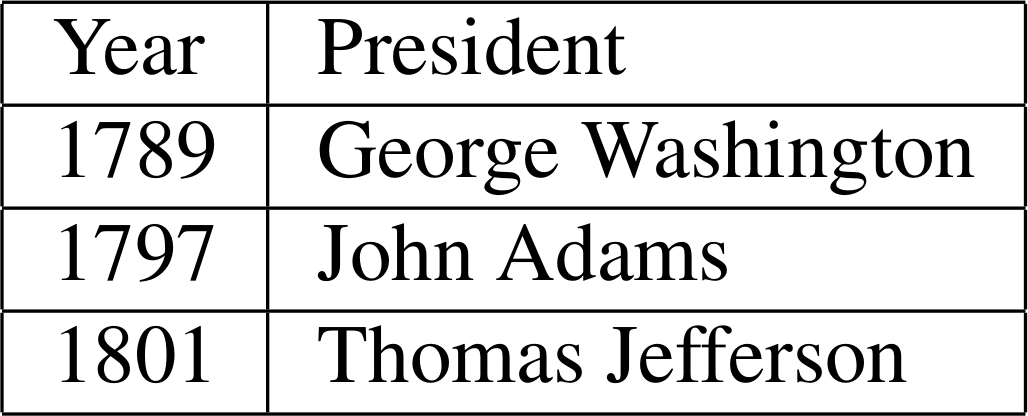 Year President
1789 George Washington
1797 John Adams
1801 Thomas Jefferson